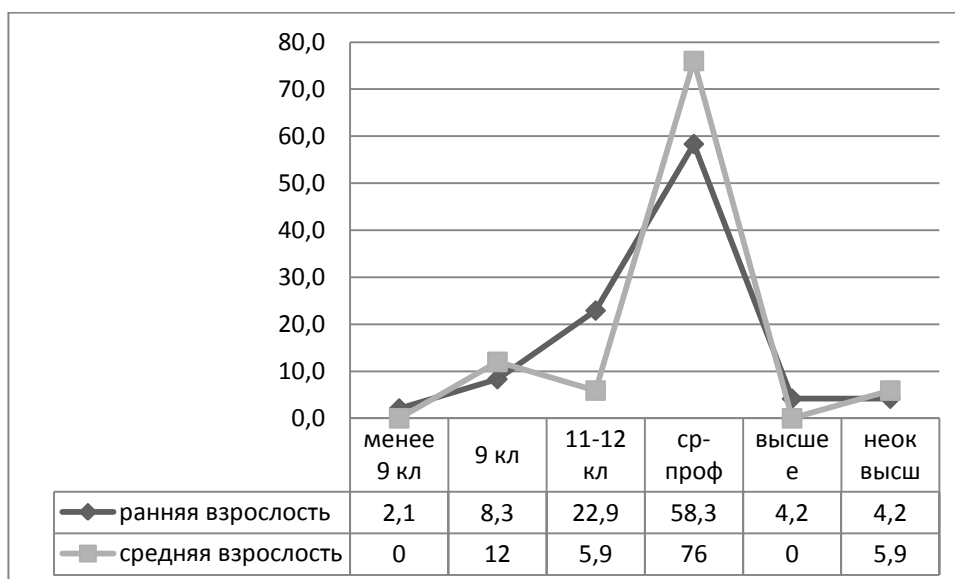 80,0
70,0
60,0
50,0
40,0
30,0
20,0
10,0
0,0
менее 9 кл
9 кл
11-12 кл
ср-проф
высшее
неок высш
ранняя взрослость 2,1 8,3 22,9 58,3 4,2 4,2
средняя взрослость 0 12 5,9 76 0 5,9